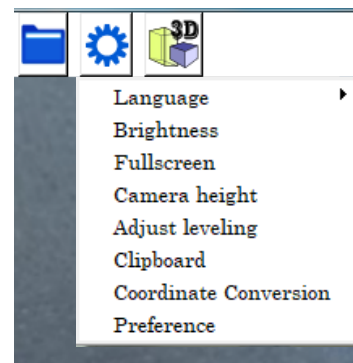 3D
Language
Brightness
Fullscreen
Camera height
Adjust leveling
Clipboard
Coordinate Conversion
Preference